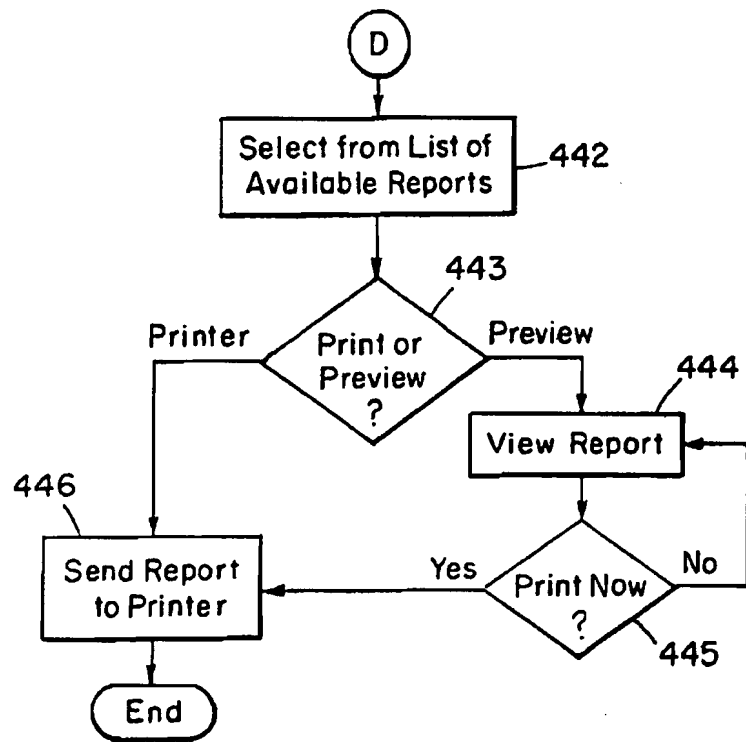 D
Select from List of
Available Reports
442
443
Printer
Print or
Preview
?
Preview
444
View Report
446
Send Report
to Printer
Yes
Print Now
?
No
445
End